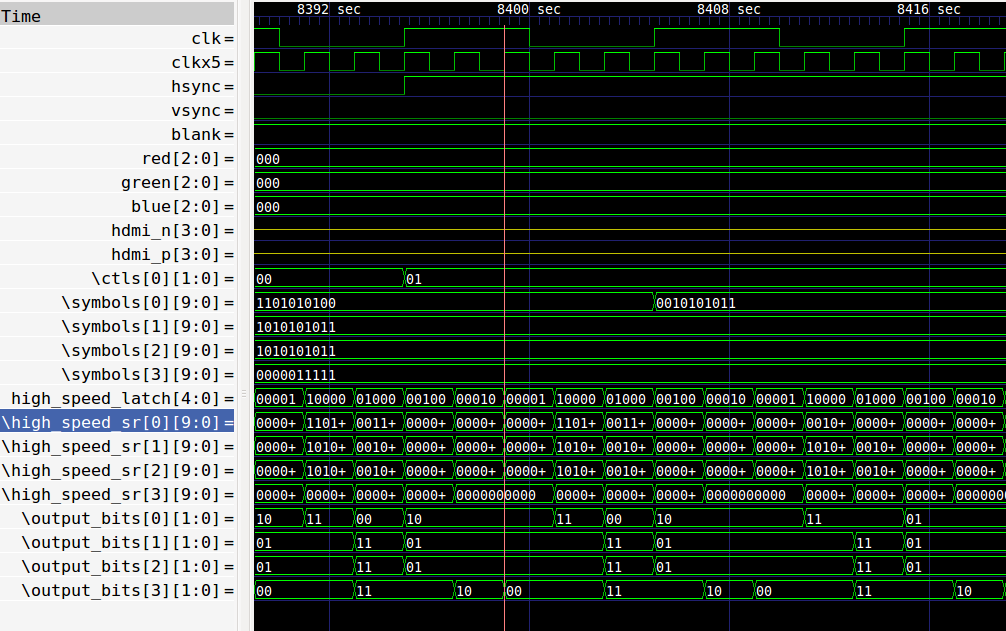 Time 8392 sec 8400 sec 8408 sec 8416 sec
clk=
clkx5=
hsync=
vsync=
blank=
red[2:0]= 000
green[2:0]= 000
blue[2:0]= 000
hdmi_n[3:0]=
hdmi_p[3:0]=
\ctls[0][1:0]= 00 01
\symbols[0][9:0]= 1101010100 0010101011
\symbols[1][9:0]= 1010101011
\symbols[2][9:0]= 1010101011
\symbols[3][9:0]= 0000011111
high_speed_latch[4:0]= 00001 10000 01000 00100 00010 00001 10000 01000 00100 00010 00001 10000 01000 00100 00010
\high_speed_sr[0][9:0]= 0000+ 1101+ 0011+ 0000+ 0000+ 0000+ 1101+ 0011+ 0000+ 0000+ 0000+ 0010+ 0000+ 0000+ 0000+
\high_speed_sr[1][9:0]= 0000+ 1010+ 0010+ 0000+ 0000+ 0000+ 1010+ 0010+ 0000+ 0000+ 0000+ 1010+ 0010+ 0000+ 0000+
\high_speed_sr[2][9:0]= 0000+ 1010+ 0010+ 0000+ 0000+ 0000+ 1010+ 0010+ 0000+ 0000+ 0000+ 1010+ 0010+ 0000+ 0000+
\high_speed_sr[3][9:0]= 0000+ 0000+ 0000+ 0000+ 0000000000 0000+ 0000+ 0000+ 0000000000 0000+ 0000+ 0000+ 0000000
\output_bits[0][1:0]= 10 11 00 10 11 00 10 11 01
\output_bits[1][1:0]= 01 11 01 11 01 11 01
\output_bits[2][1:0]= 01 11 01 11 01 11 01
\output_bits[3][1:0]= 00 11 10 00 11 10 00 11 10